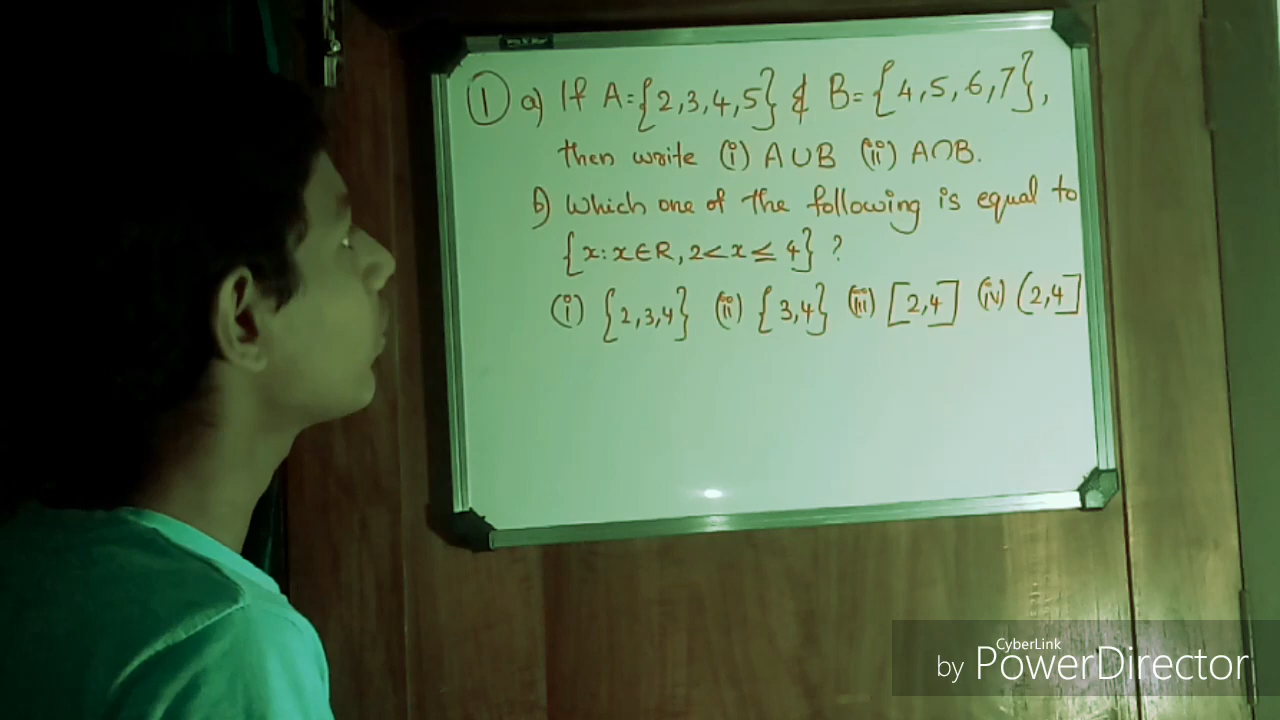 ① a) If A={2,3,4,5} & B={4,5,6,7},
then write (i) A∪B (ii) A∩B.
b) Which one of the following is equal to
{x:x∈R,2<x≤4}?
(i) {2,3,4} (ii) {3,4} (iii) [2,4] (iv) (2,4]
CyberLink
by PowerDirector